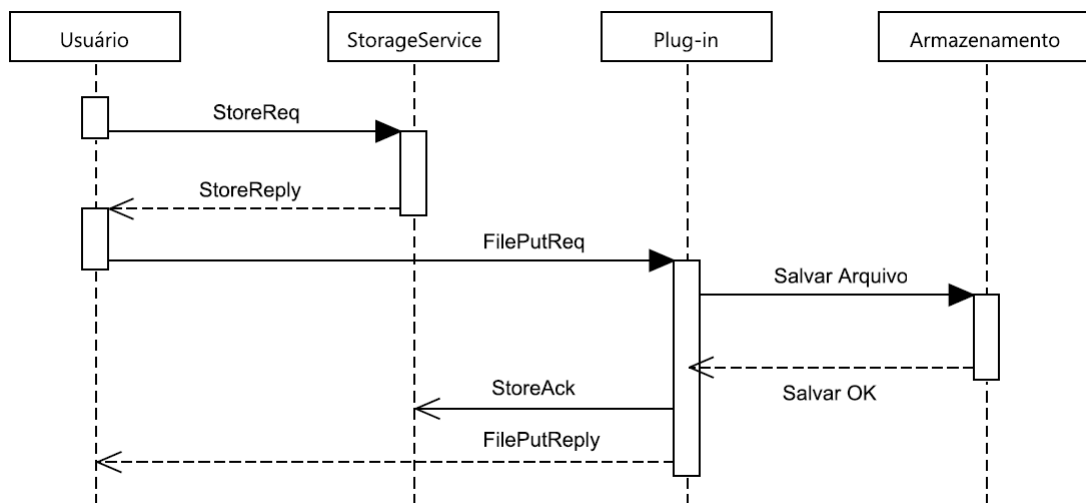 Usuário
StorageService
Plug-in
Armazenamento
StoreReq
StoreReply
FilePutReq
Salvar Arquivo
Salvar OK
StoreAck
FilePutReply